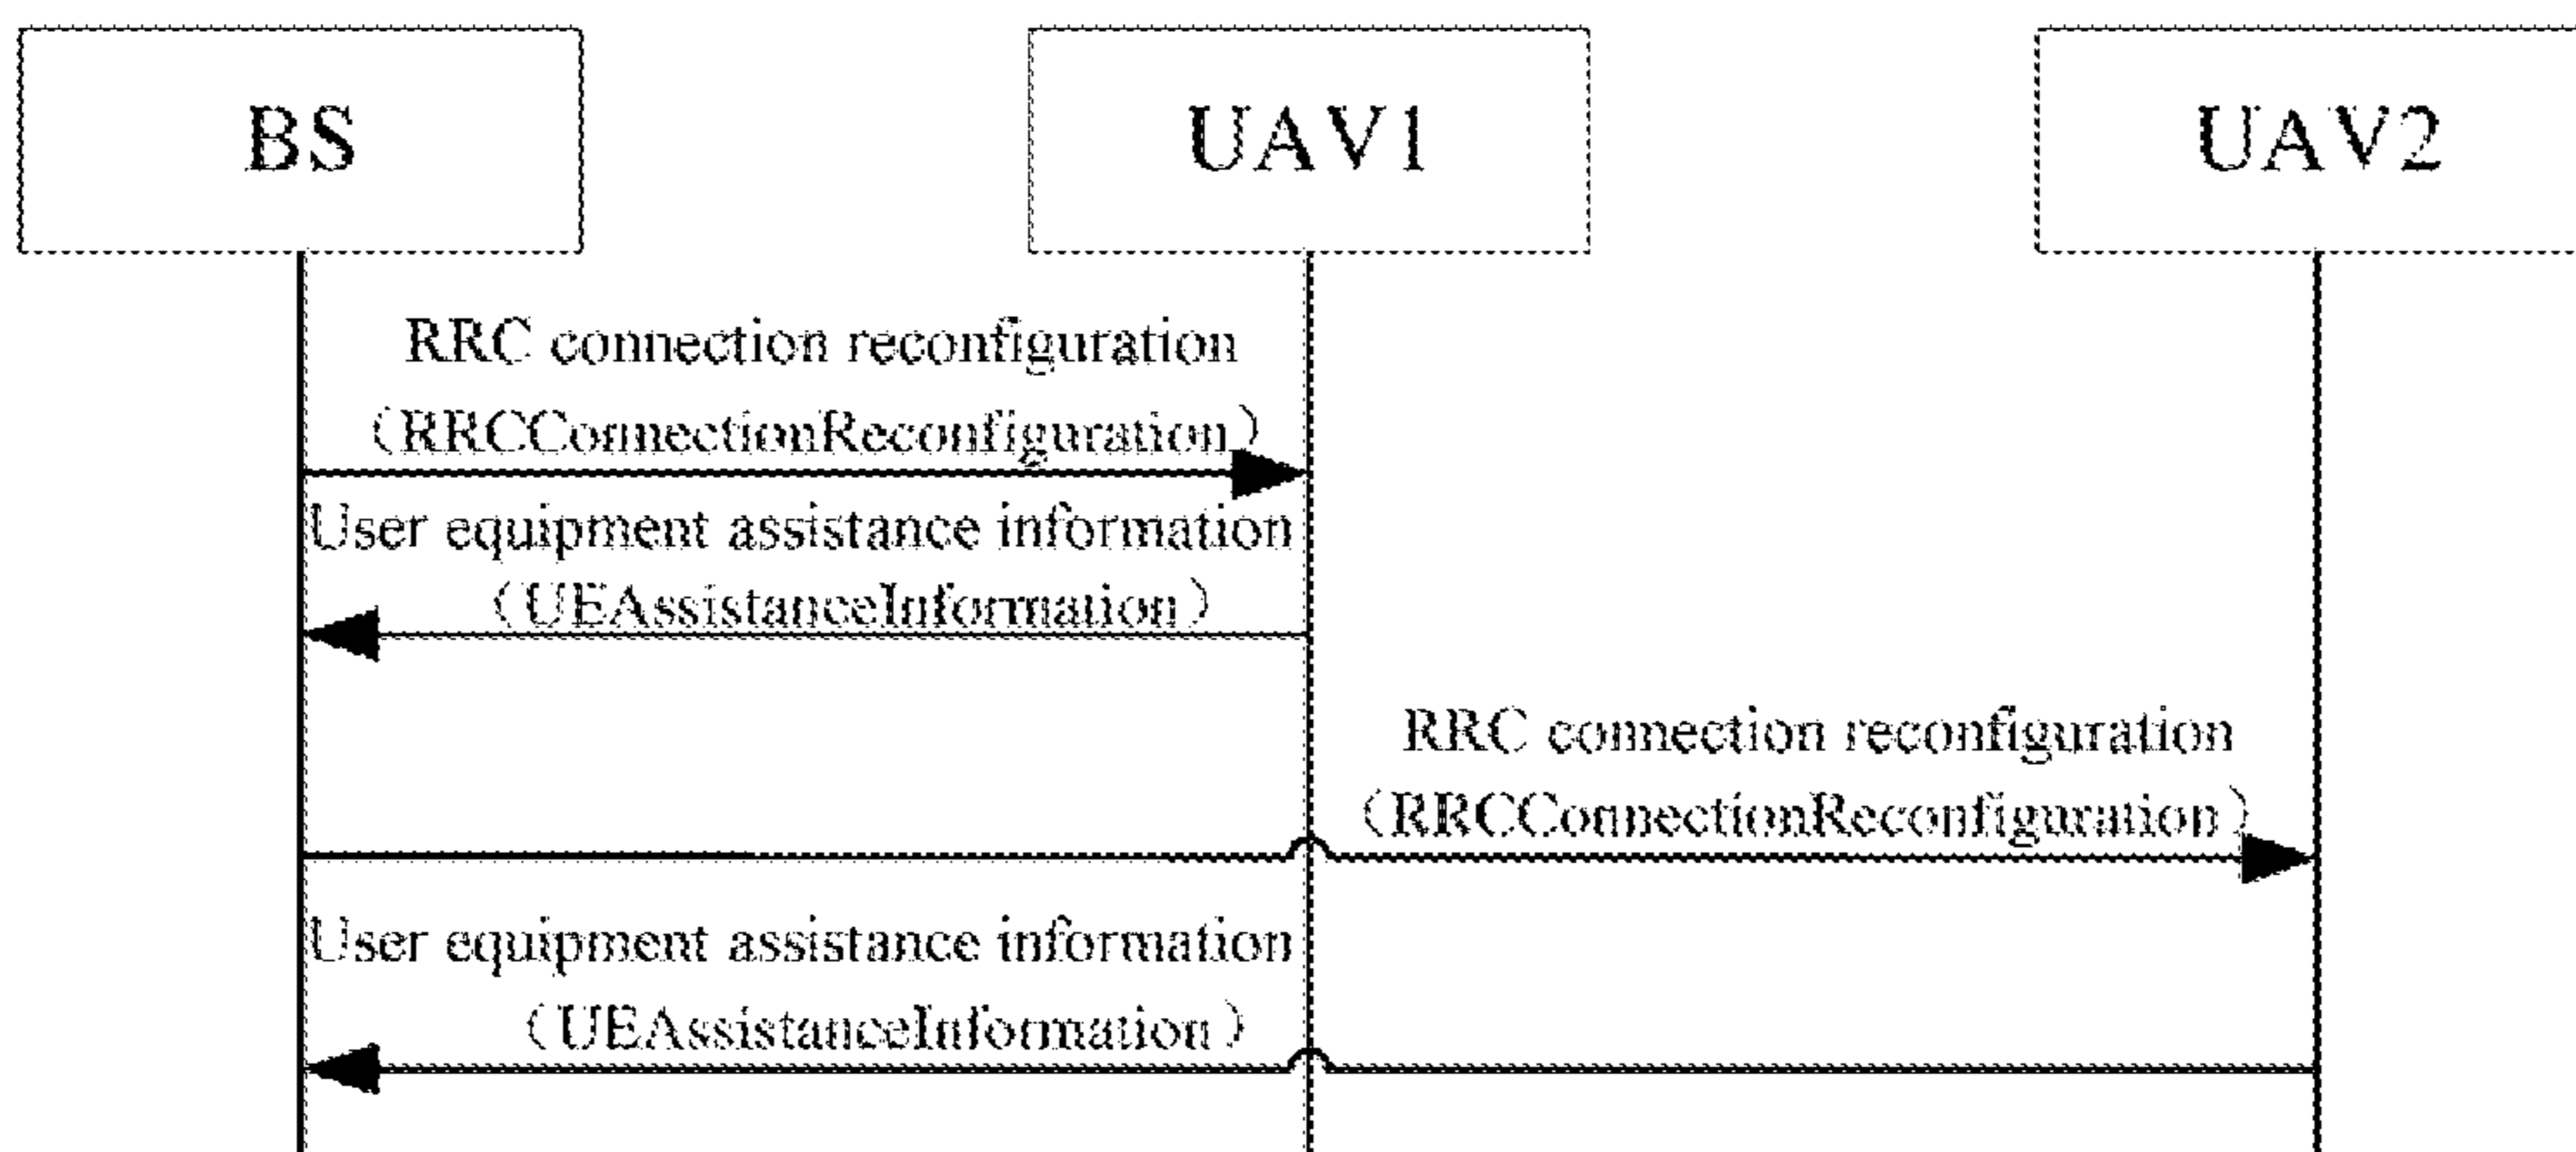 BS
UAV1
UAV2
RRC connection reconfiguration
（RRCConnectionReconfiguration）
User equipment assistance information
（UEAssistanceInformation）
RRC connection reconfiguration
（RRCConnectionReconfiguration）
User equipment assistance information
（UEAssistanceInformation）